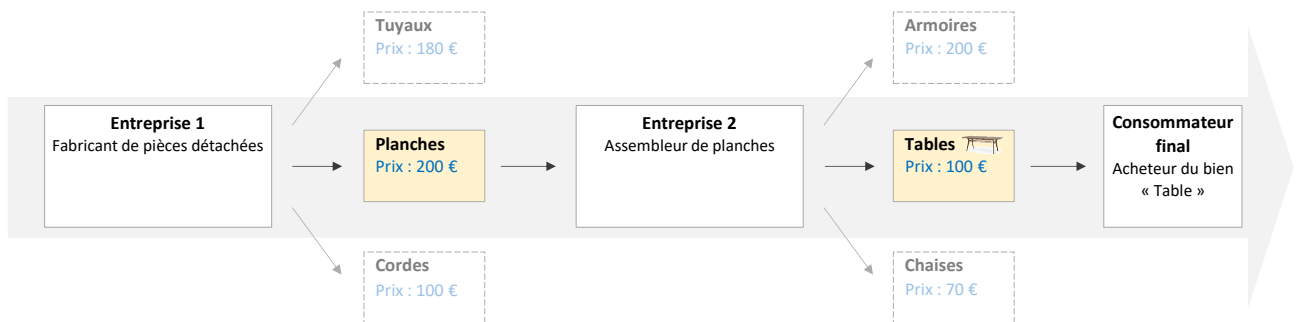 Tuyaux
Prix : 180 €
Armoires
Prix : 200 €
Entreprise 1
Fabricant de pièces détachées
Planches
Prix : 200 €
Entreprise 2
Assembleur de planches
Tables
Prix : 100 €
Consommateur
final
Acheteur du bien
« Table »
Cordes
Prix : 100 €
Chaises
Prix : 70 €